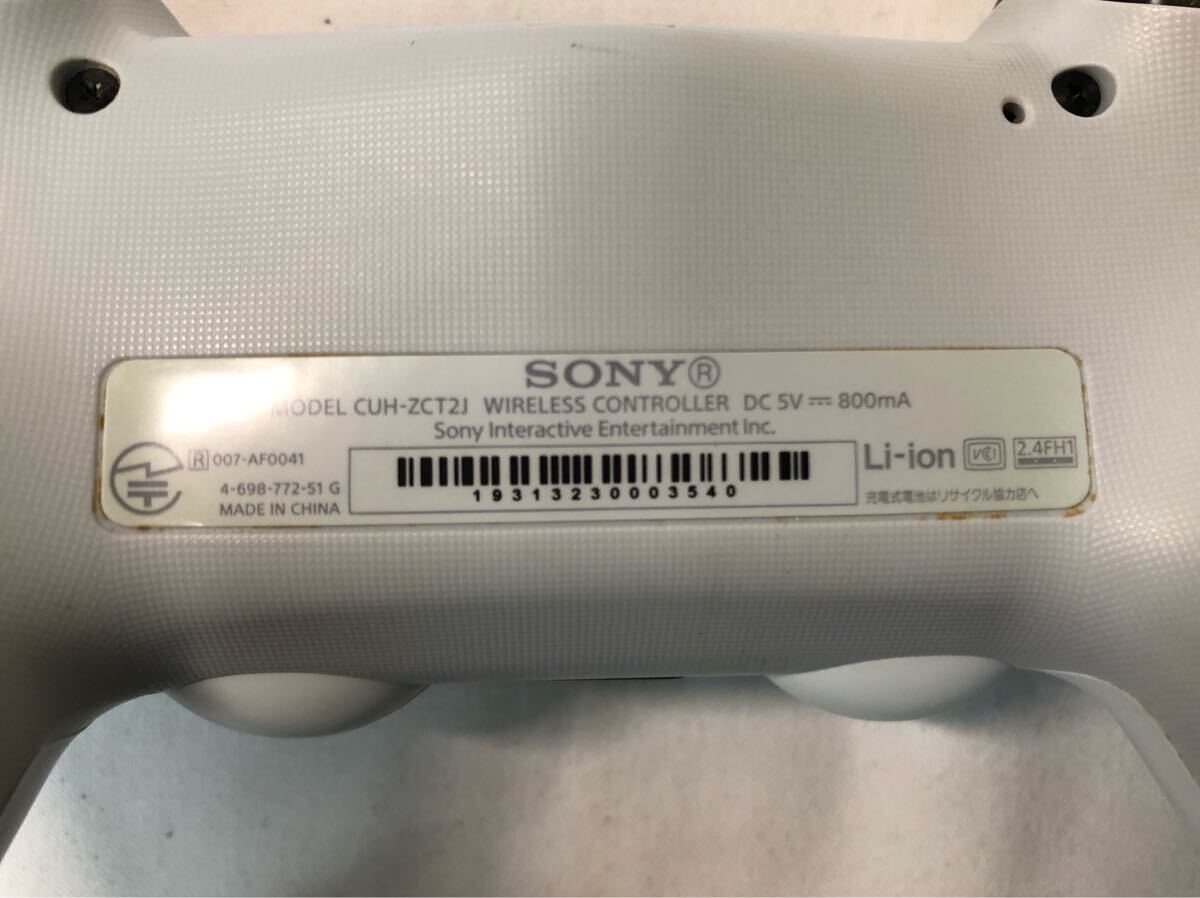 SONY®
MODEL CUH-ZCT2J WIRELESS CONTROLLER DC 5V ⎓ 800mA
Sony Interactive Entertainment Inc.
R 007-AF0041
4-698-772-51 G
MADE IN CHINA
19313230003540
Li-ion VCI 2.4FH1
充電式電池はリサイクル協力店へ